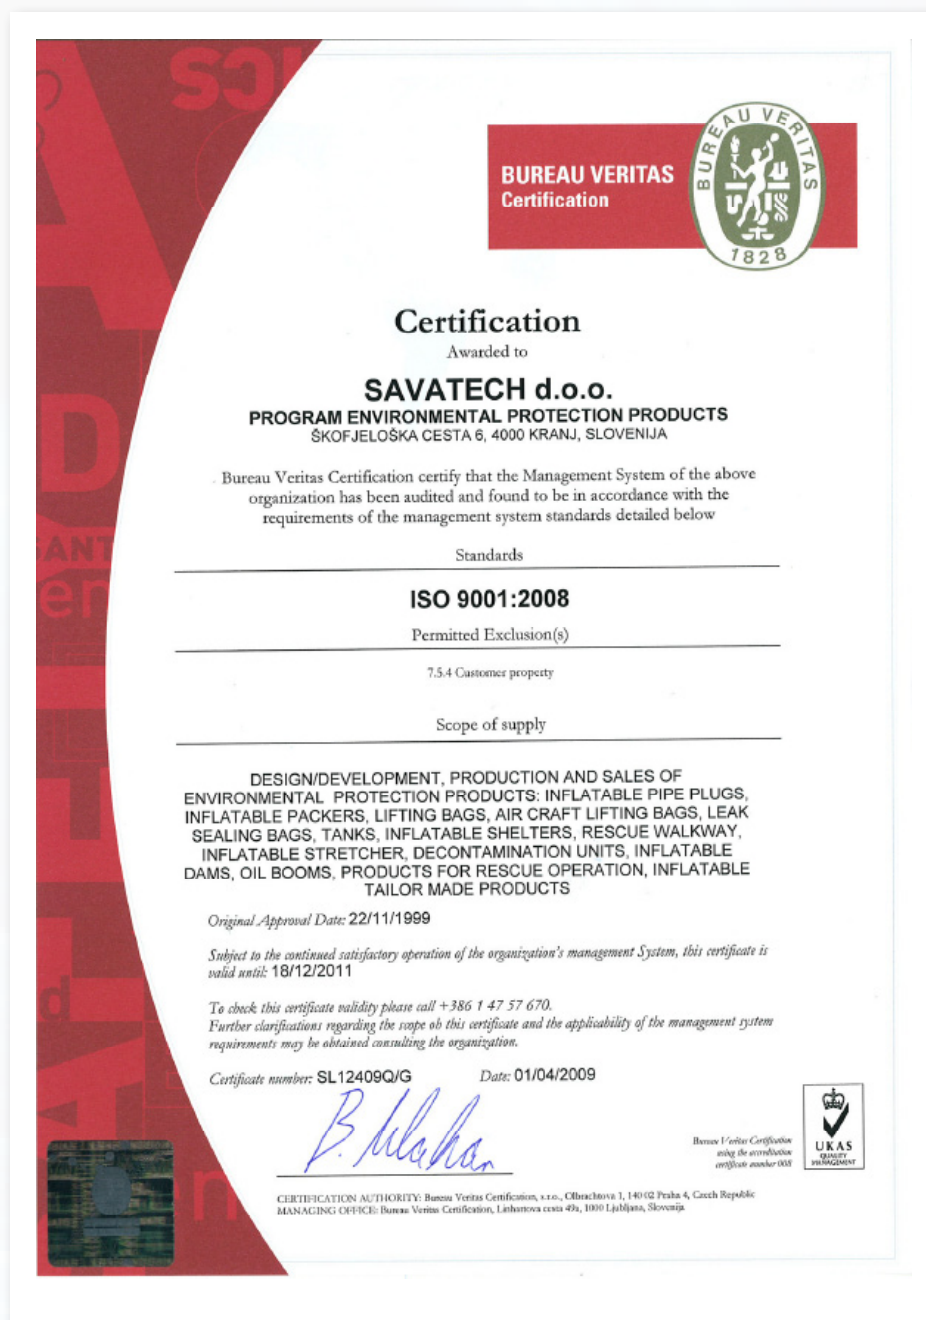 BUREAU VERITAS
Certification
BUREAU VERITAS
1828
Certification
Awarded to
SAVATECH d.o.o.
PROGRAM ENVIRONMENTAL PROTECTION PRODUCTS
ŠKOFJELOŠKA CESTA 6, 4000 KRANJ, SLOVENIJA
Bureau Veritas Certification certify that the Management System of the above
organization has been audited and found to be in accordance with the
requirements of the management system standards detailed below
Standards
ISO 9001:2008
Permitted Exclusion(s)
7.5.4 Customer property
Scope of supply
DESIGN/DEVELOPMENT, PRODUCTION AND SALES OF
ENVIRONMENTAL PROTECTION PRODUCTS: INFLATABLE PIPE PLUGS,
INFLATABLE PACKERS, LIFTING BAGS, AIR CRAFT LIFTING BAGS, LEAK
SEALING BAGS, TANKS, INFLATABLE SHELTERS, RESCUE WALKWAY,
INFLATABLE STRETCHER, DECONTAMINATION UNITS, INFLATABLE
DAMS, OIL BOOMS, PRODUCTS FOR RESCUE OPERATION, INFLATABLE
TAILOR MADE PRODUCTS
Original Approval Date: 22/11/1999
Subject to the continued satisfactory operation of the organization's management System, this certificate is
valid until: 18/12/2011
To check this certificate validity please call +386 1 47 57 670.
Further clarifications regarding the scope ob this certificate and the applicability of the management system
requirements may be obtained consulting the organization.
Certificate number: SL12409Q/G Date: 01/04/2009
Bureau Veritas Certification
using the accreditation
certificate number 008
UKAS
QUALITY
MANAGEMENT
CERTIFICATION AUTHORITY: Bureau Veritas Certification, s.r.o., Olbrachtova 1, 140 02 Praha 4, Czech Republic
MANAGING OFFICE: Bureau Veritas Certification, Linhartova cesta 49a, 1000 Ljubljana, Slovenija